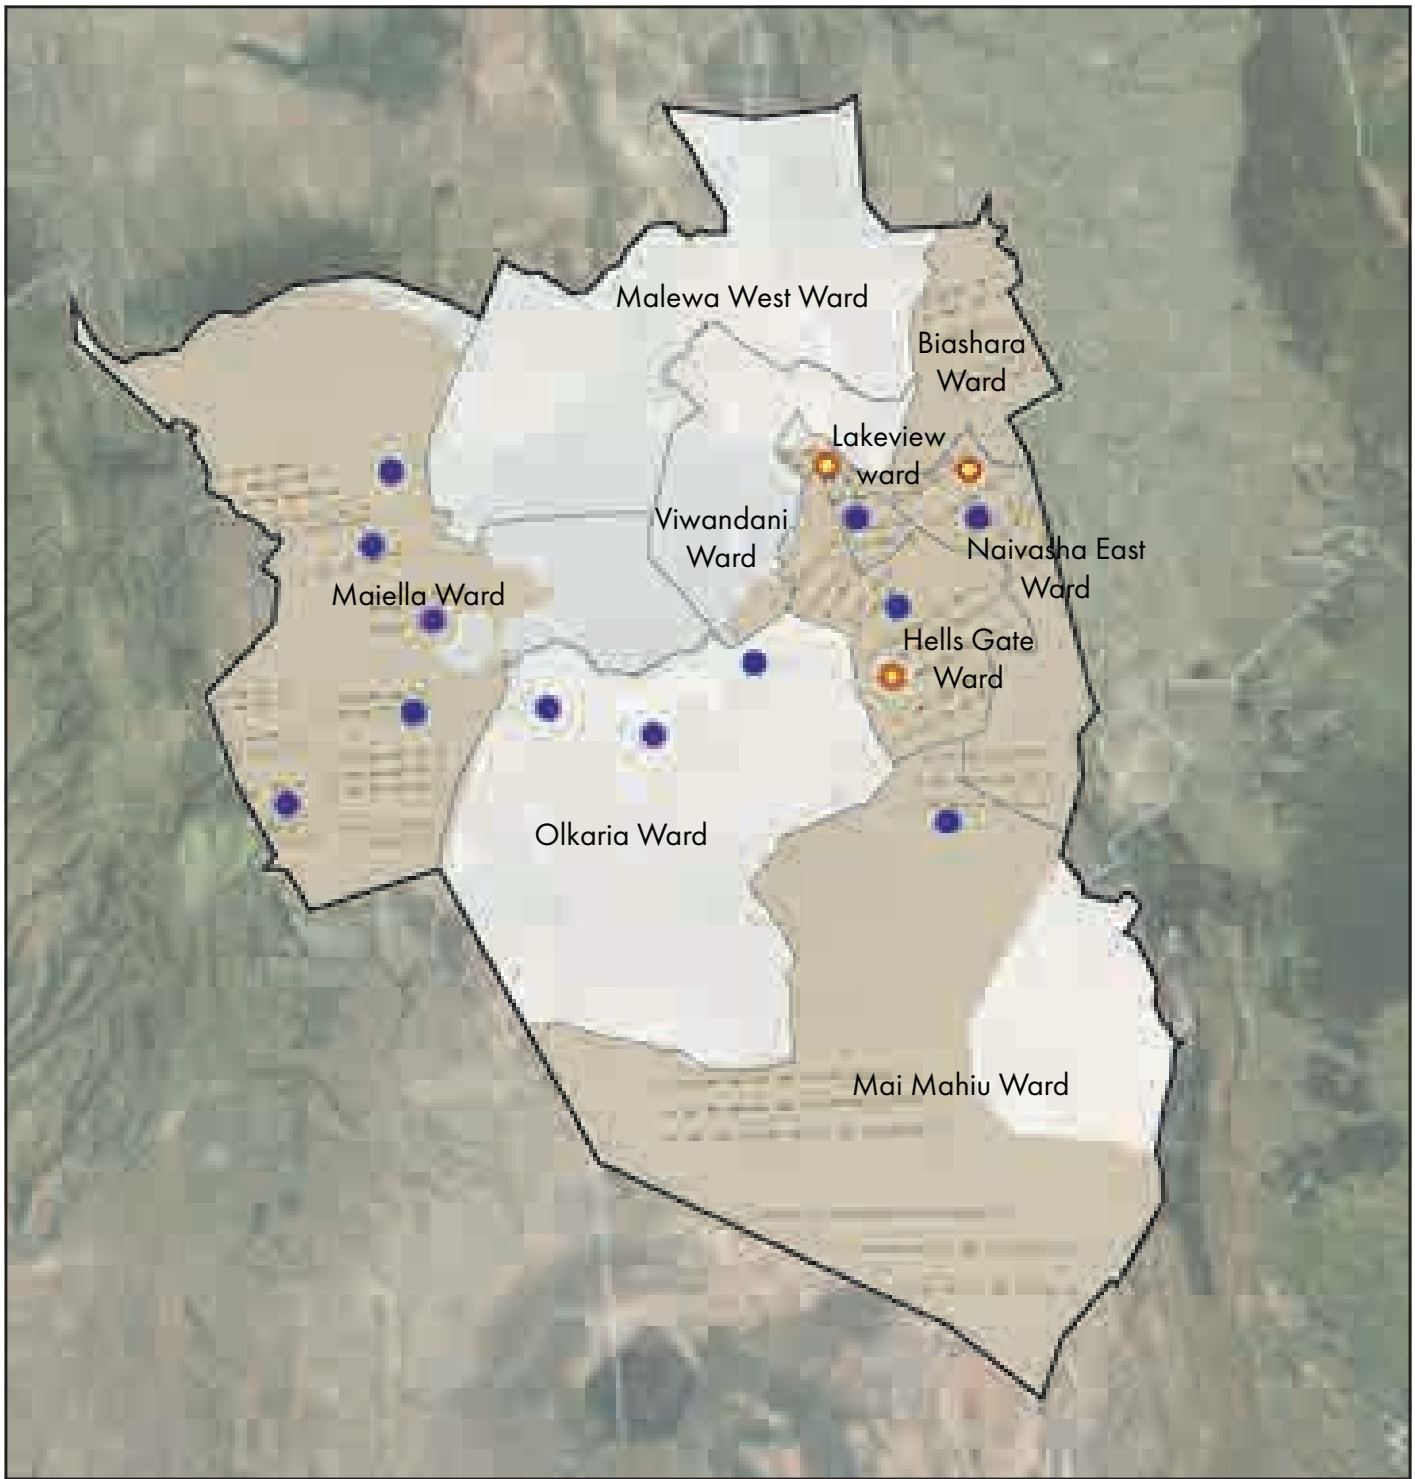 Malewa West Ward
Biashara
Ward
Lakeview
ward
Viwandani
Ward
Naivasha East
Ward
Maiella Ward
Hells Gate
Ward
Olkaria Ward
Mai Mahiu Ward